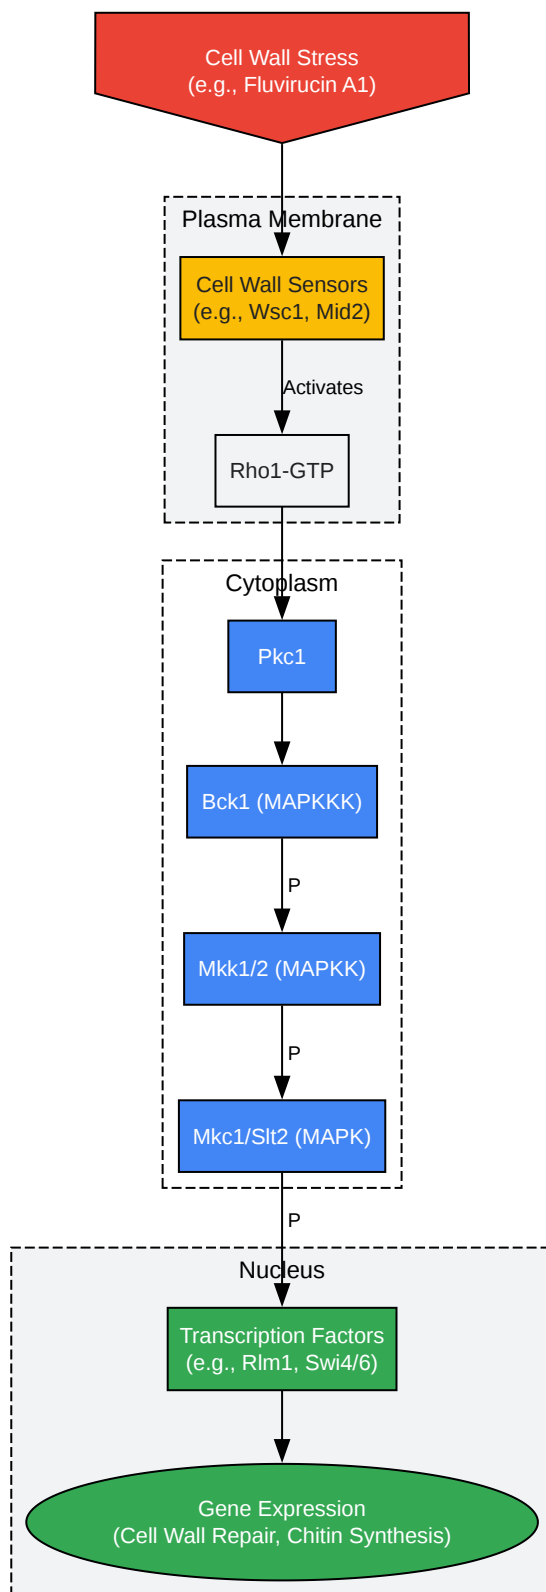 Cell Wall Stress
(e.g., Fluvirucin A1)
Plasma Membrane
Cell Wall Sensors
(e.g., Wsc1, Mid2)
Activates
Rho1-GTP
Cytoplasm
Pkc1
Bck1 (MAPKKK)
P
Mkk1/2 (MAPKK)
P
Mkc1/Slt2 (MAPK)
P
Nucleus
Transcription Factors
(e.g., Rlm1, Swi4/6)
Gene Expression
(Cell Wall Repair, Chitin Synthesis)